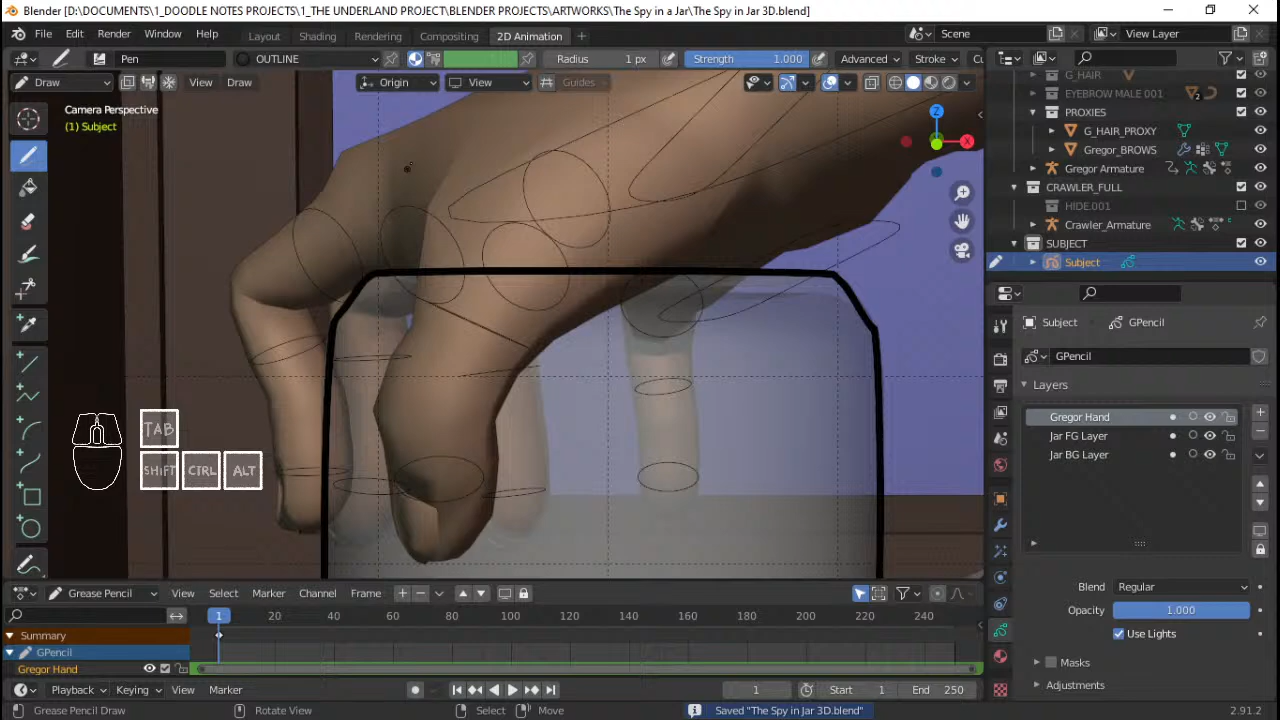 Blender [D:\DOCUMENTS\1_DOODLE NOTES PROJECTS\1_THE UNDERLAND PROJECT\BLENDER PROJECTS\ARTWORKS\The Spy in a Jar\The Spy in Jar 3D.blend]
File Edit Render Window Help Layout Shading Rendering Compositing 2D Animation + Scene View Layer
Pen OUTLINE Radius 1 px Strength 1.000 Advanced Stroke Cu
Draw View Draw Origin View Guides
Camera Perspective
(1) Subject
Z
X
TAB
SHIFT CTRL ALT
G_HAIR
EYEBROW MALE 001 2
PROXIES
G_HAIR_PROXY
Gregor_BROWS
Gregor Armature
CRAWLER_FULL
HIDE.001
Crawler_Armature
SUBJECT
Subject
Subject GPencil
GPencil
Layers
Gregor Hand
Jar FG Layer
Jar BG Layer
Blend Regular
Opacity 1.000
Use Lights
Masks
Adjustments
Grease Pencil View Select Marker Channel Frame
1 20 40 60 80 100 120 140 160 180 200 220 240
Summary
GPencil
Gregor Hand
Playback Keying View Marker 1 Start 1 End 250
Grease Pencil Draw Rotate View Select Move Saved "The Spy in Jar 3D.blend" 2.91.2